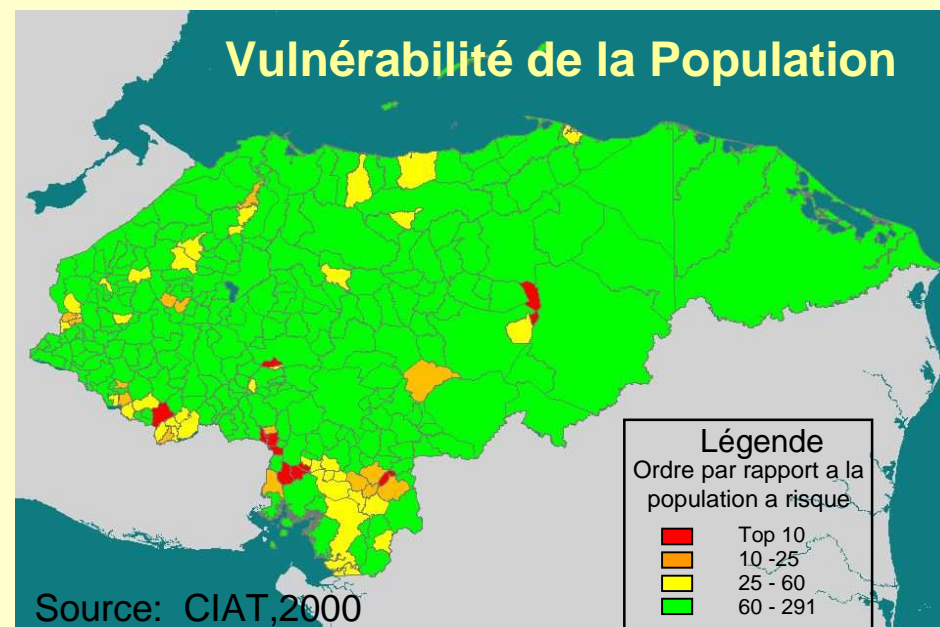 Vulnérabilité de la Population
Légende
Ordre par rapport a la
population a risque
Top 10
10 -25
25 - 60
60 - 291
Source: CIAT,2000